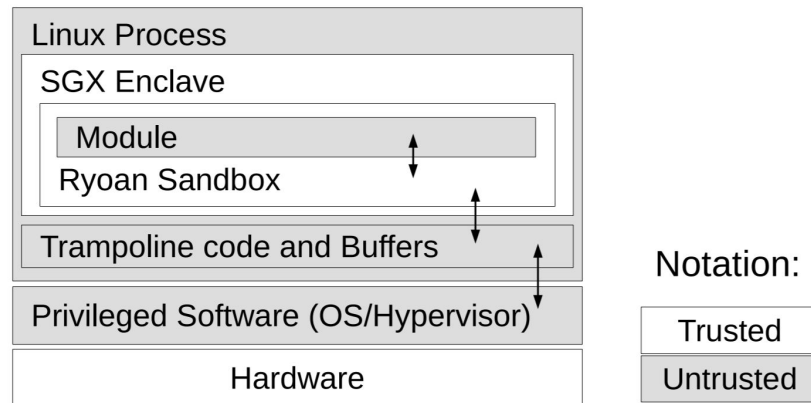 Linux Process
SGX Enclave
Module
Ryoan Sandbox
Trampoline code and Buffers
Privileged Software (OS/Hypervisor)
Hardware
Notation:
Trusted
Untrusted